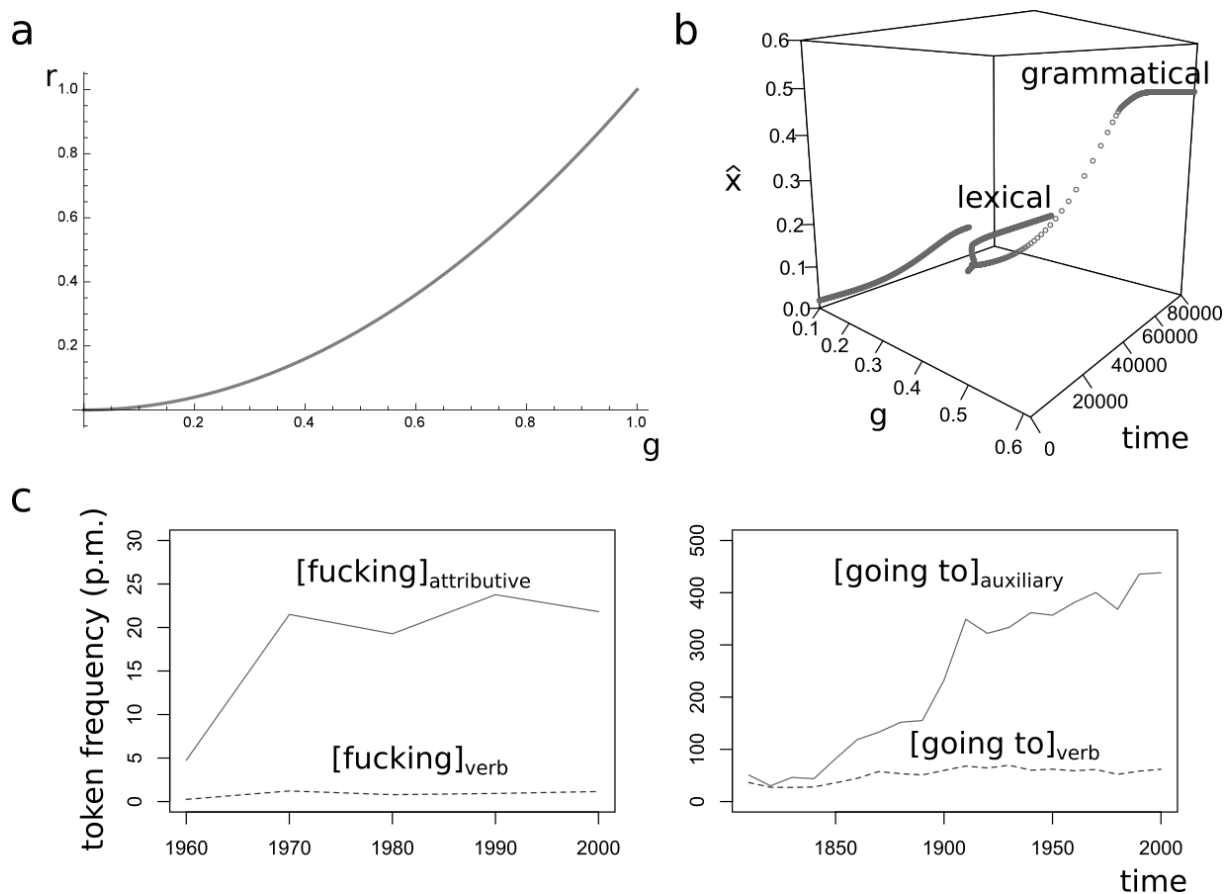 a
r
1.0
0.8
0.6
0.4
0.2
0.2 0.4 0.6 0.8 1.0
g
b
0.6
0.5
0.4
0.3
0.2
0.1
0.0
x̂
grammatical
lexical
0.1
0.2
0.3
0.4
0.5
0.6
g
0
20000
40000
60000
80000
time
c
token frequency (p.m.)
30
25
20
15
10
5
0
[fucking]attributive
[fucking]verb
1960 1970 1980 1990 2000
500
400
300
200
100
0
[going to]auxiliary
[going to]verb
1850 1900 1950 2000
time